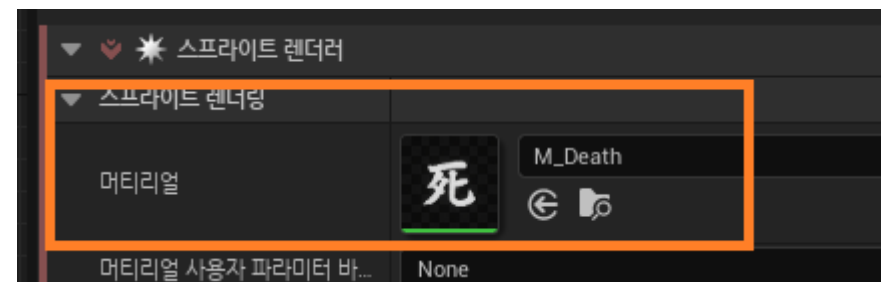 스프라이트 렌더러
스프라이트 렌더링
머티리얼
死
M_Death
머티리얼 사용자 파라미터 바...
None